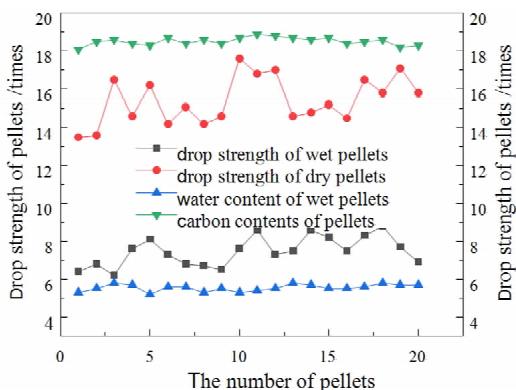 20
18
16
14
12
10
8
6
4
Drop strength of pellets /times
drop strength of wet pellets
drop strength of dry pellets
water content of wet pellets
carbon contents of pellets
20
18
16
14
12
10
8
6
4
Drop strength of pellets /times
0 5 10 15 20
The number of pellets